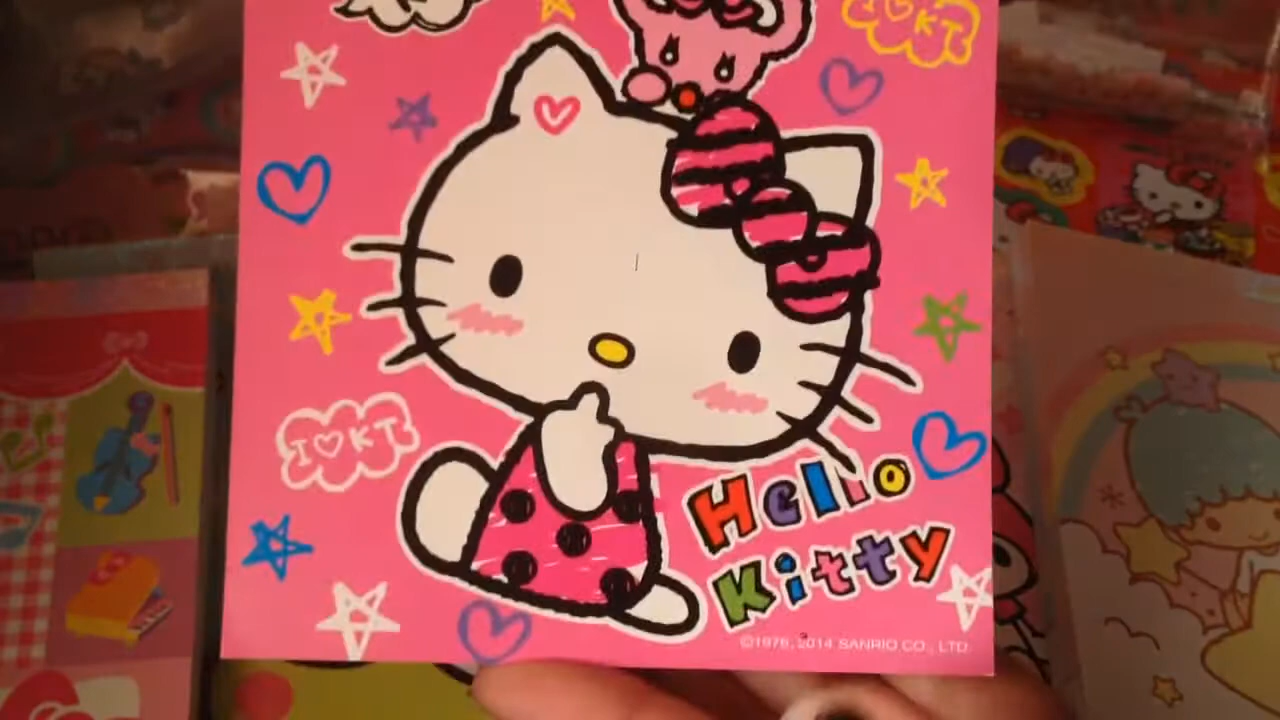 I ♡ KT
I ♡ KT.
Hello
Kitty
©1976, 2014 SANRIO CO., LTD.